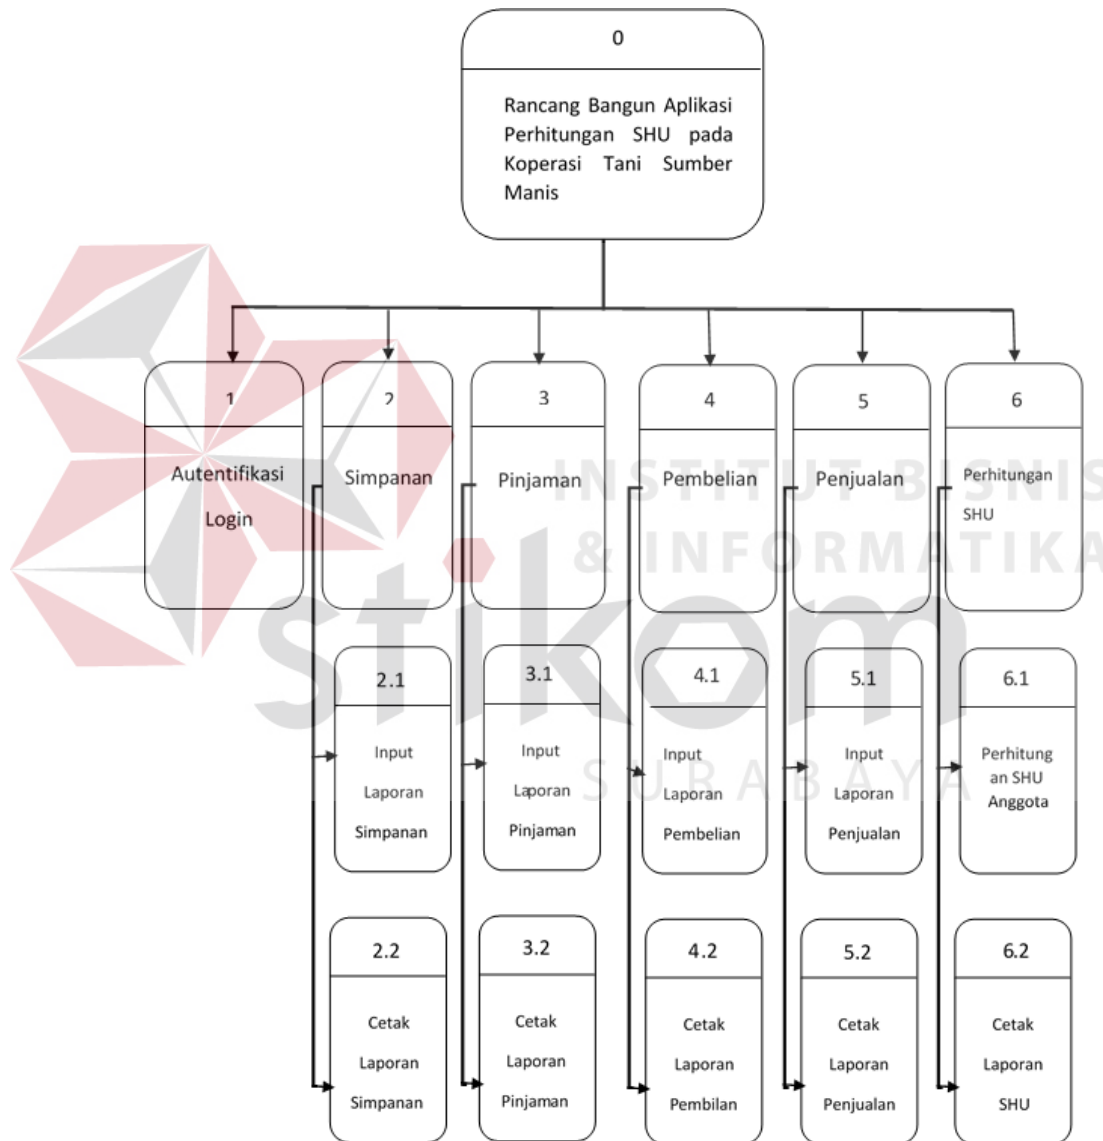 0
Rancang Bangun Aplikasi
Perhitungan SHU pada
Koperasi Tani Sumber
Manis
1
Autentifikasi
Login
2
Simpanan
3
Pinjaman
4
Pembelian
5
Penjualan
6
Perhitungan
SHU
INSTITUT BISNIS
& INFORMATIKA
stikom
SURABAYA
2.1
Input
Laporan
Simpanan
3.1
Input
Laporan
Pinjaman
4.1
Input
Laporan
Pembelian
5.1
Input
Laporan
Penjualan
6.1
Perhitung
an SHU
Anggota
2.2
Cetak
Laporan
Simpanan
3.2
Cetak
Laporan
Pinjaman
4.2
Cetak
Laporan
Pembilan
5.2
Cetak
Laporan
Penjualan
6.2
Cetak
Laporan
SHU